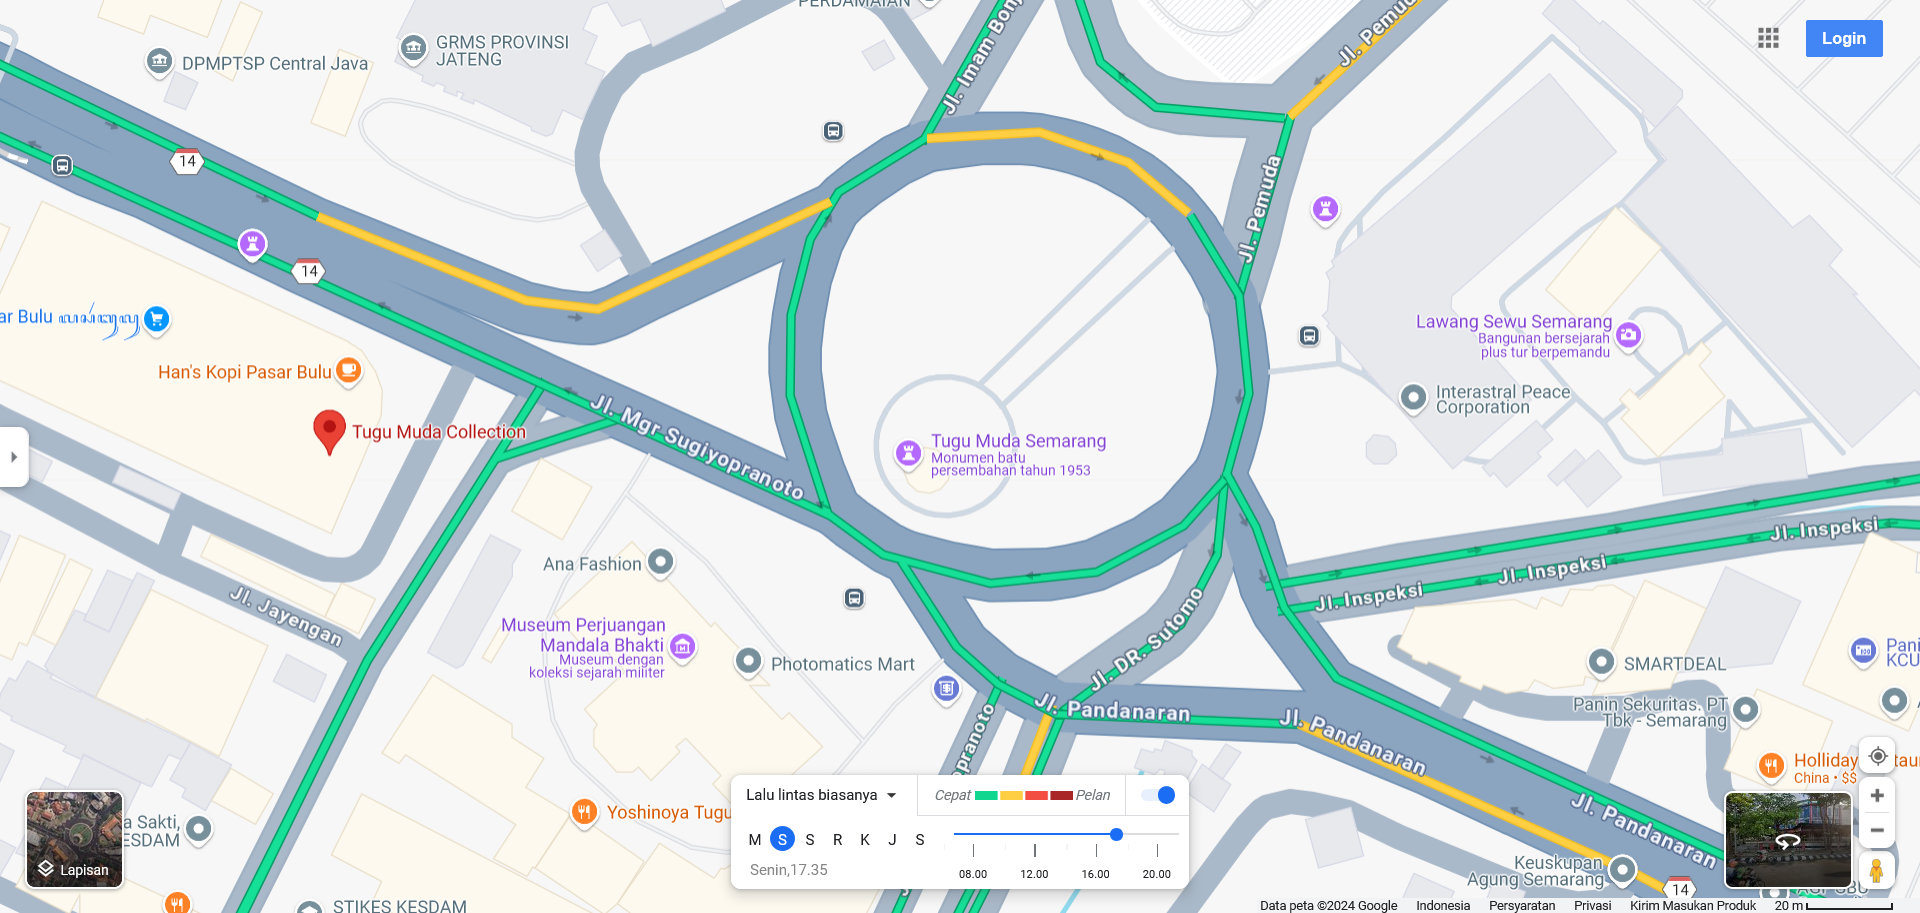 PERDAMAIAN
GRMS PROVINSI
JATENG
DPMPTSP Central Java
Jl. Imam Bonj
Jl. Pemuda
Login
14
Jl. Pemuda
14
ar Bulu
Han's Kopi Pasar Bulu
Tugu Muda Collection
Jl. Mgr Sugiyopranoto
Tugu Muda Semarang
Monumen batu
persembahan tahun 1953
Lawang Sewu Semarang
Bangunan bersejarah
plus tur berpemandu
Interastral Peace
Corporation
Jl. Inspeksi
Jl. Inspeksi
Jl. Inspeksi
Ana Fashion
Jl. Jayengan
Museum Perjuangan
Mandala Bhakti
Museum dengan
koleksi sejarah militer
Photomatics Mart
Jl. DR. Sutomo
Jl. Pandanaran
Jl. Pandanaran
Jl. Pandanaran
opranoto
SMARTDEAL
Pani
KCU
Panin Sekuritas. PT
Tbk - Semarang
Holliday
taur
China • $$
Yoshinoya Tugu
a Sakti,
ESDAM
Lapisan
STIKES KESDAM
Lalu lintas biasanya
Cepat
Pelan
M S S R K J S
Senin,17.35
08.00 12.00 16.00 20.00
Keuskupan
Agung Semarang
14
Data peta ©2024 Google Indonesia Persyaratan Privasi Kirim Masukan Produk 20 m